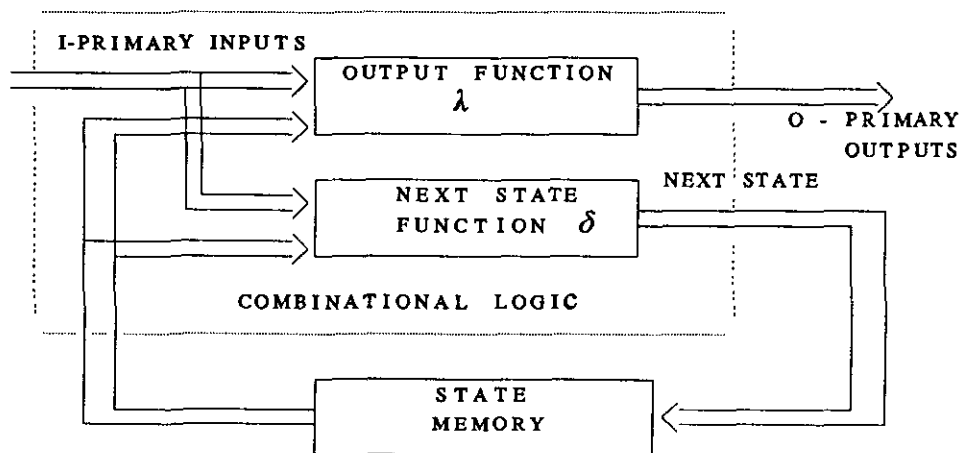 I-PRIMARY INPUTS
OUTPUT FUNCTION
λ
O - PRIMARY
OUTPUTS
NEXT STATE
NEXT STATE
FUNCTION δ
COMBINATIONAL LOGIC
STATE
MEMORY